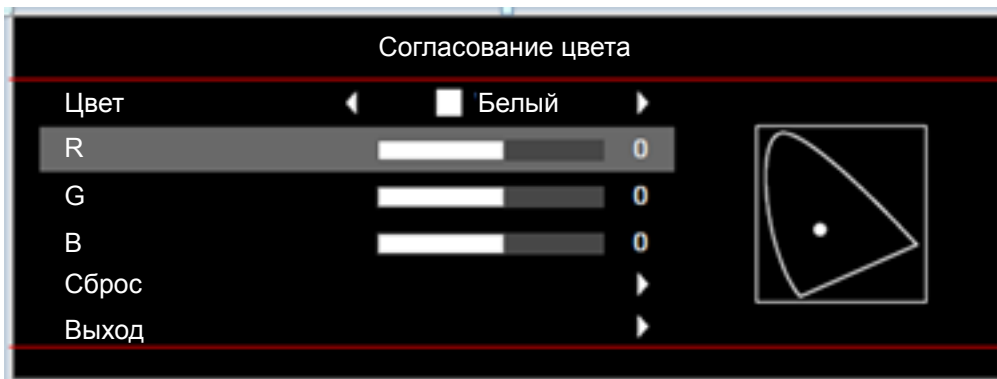 Согласование цвета
Цвет Белый
R 0
G 0
B 0
Сброс
Выход